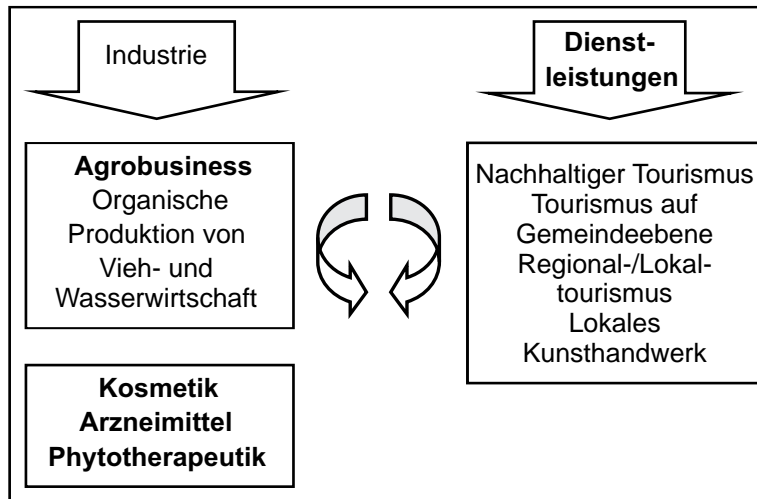 Industrie
Agrobusiness
Organische
Produktion von
Vieh- und
Wasserwirtschaft
Kosmetik
Arzneimittel
Phytotherapeutik
Dienst-
leistungen
Nachhaltiger Tourismus
Tourismus auf
Gemeindeebene
Regional-/Lokal-
tourismus
Lokales
Kunsthandwerk